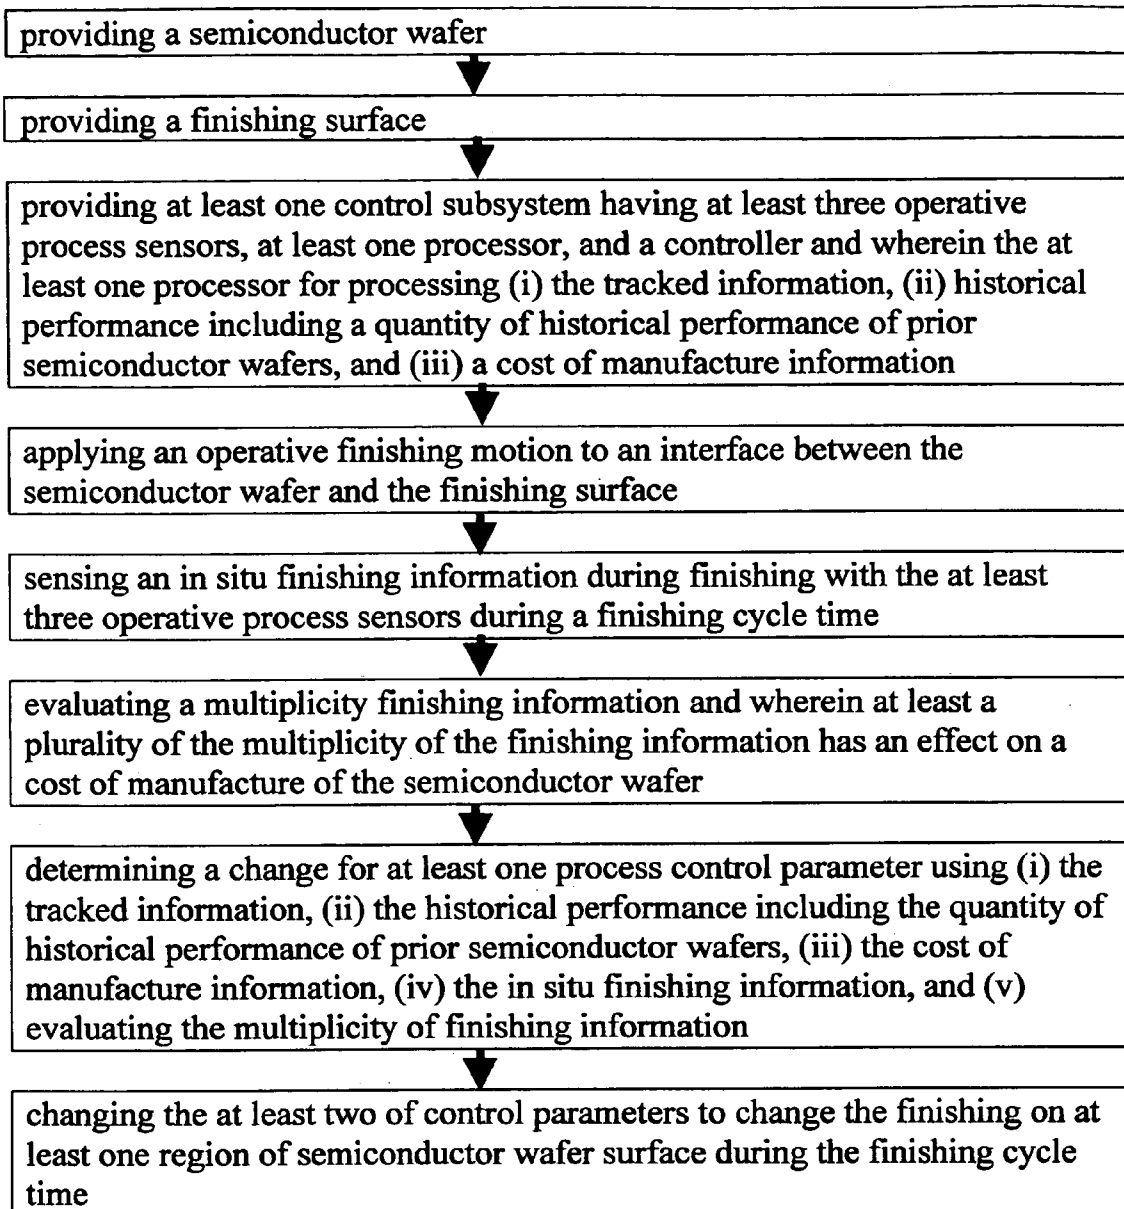 providing a semiconductor wafer
providing a finishing surface
providing at least one control subsystem having at least three operative
process sensors, at least one processor, and a controller and wherein the at
least one processor for processing (i) the tracked information, (ii) historical
performance including a quantity of historical performance of prior
semiconductor wafers, and (iii) a cost of manufacture information
applying an operative finishing motion to an interface between the
semiconductor wafer and the finishing surface
sensing an in situ finishing information during finishing with the at least
three operative process sensors during a finishing cycle time
evaluating a multiplicity finishing information and wherein at least a
plurality of the multiplicity of the finishing information has an effect on a
cost of manufacture of the semiconductor wafer
determining a change for at least one process control parameter using (i) the
tracked information, (ii) the historical performance including the quantity of
historical performance of prior semiconductor wafers, (iii) the cost of
manufacture information, (iv) the in situ finishing information, and (v)
evaluating the multiplicity of finishing information
changing the at least two of control parameters to change the finishing on at
least one region of semiconductor wafer surface during the finishing cycle
time